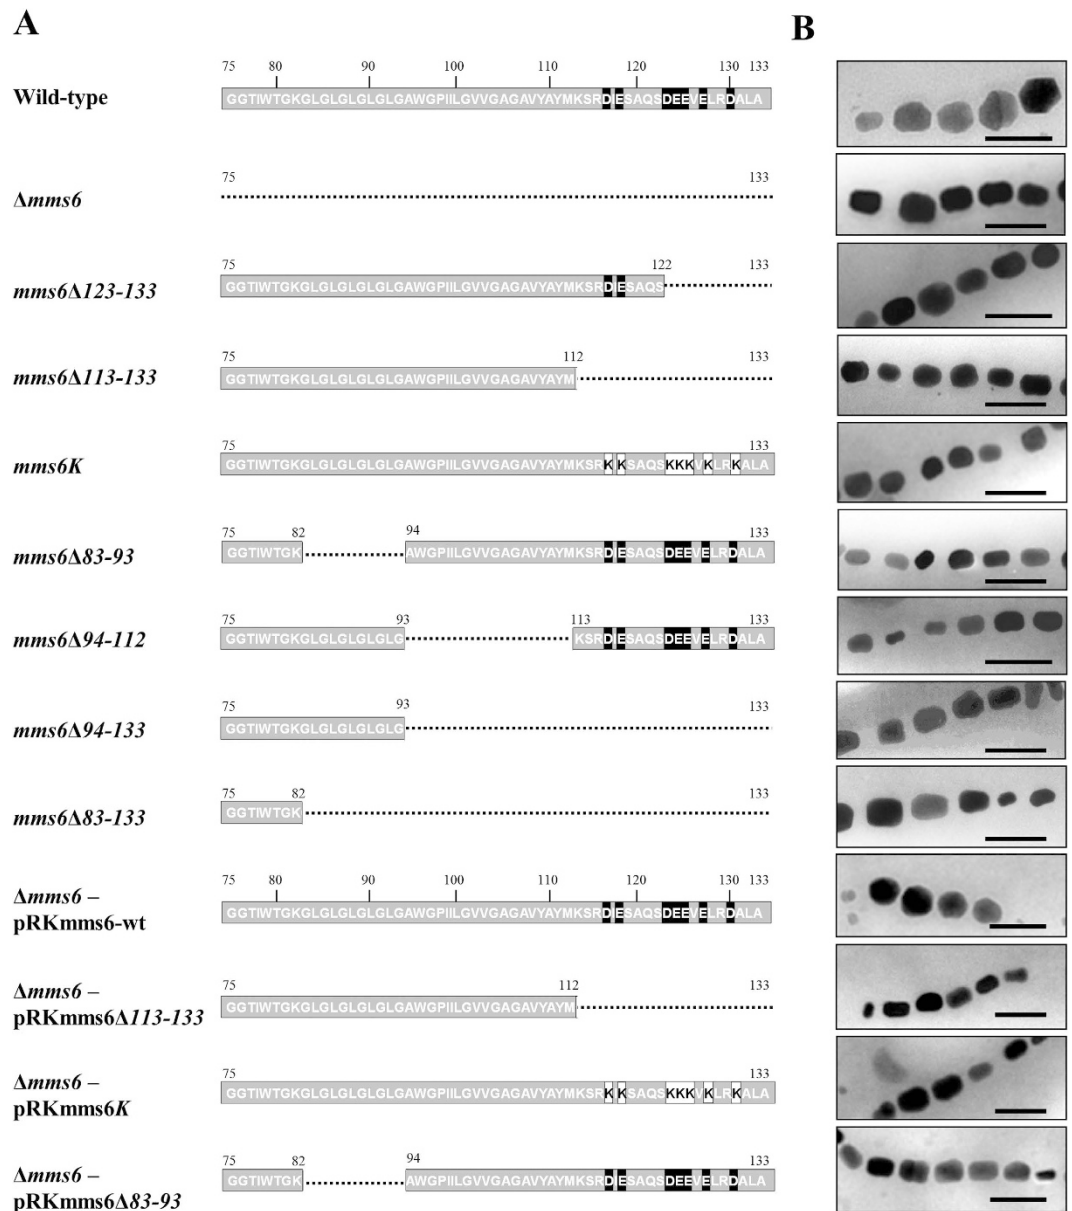 A
B
75 80 90 100 110 120 130 133
Wild-type
GGTIWTGKGLGLGLGLGLGAWGPIILGVVGAGAVYAYMKSRDIESAQSDEEVELRDALA
75 133
Δmms6
75 122 133
mms6Δ123-133
GGTIWTGKGLGLGLGLGLGAWGPIILGVVGAGAVYAYMKSRDIESAQS
75 112 133
mms6Δ113-133
GGTIWTGKGLGLGLGLGLGAWGPIILGVVGAGAVYAYM
75 133
mms6K
GGTIWTGKGLGLGLGLGLGAWGPIILGVVGAGAVYAYMKSRKIKSAQSKKKVKLRKALA
75 82 94 133
mms6Δ83-93
GGTIWTGK AWGPIILGVVGAGAVYAYMKSRDIESAQSDEEVELRDALA
75 93 113 133
mms6Δ94-112
GGTIWTGKGLGLGLGLGLG KSRDIESAQSDEEVELRDALA
75 93 133
mms6Δ94-133
GGTIWTGKGLGLGLGLGLG
75 82 133
mms6Δ83-133
GGTIWTGK
75 80 90 100 110 120 130 133
Δmms6 –
pRKmms6-wt
GGTIWTGKGLGLGLGLGLGAWGPIILGVVGAGAVYAYMKSRDIESAQSDEEVELRDALA
75 112 133
Δmms6 –
pRKmms6Δ113-133
GGTIWTGKGLGLGLGLGLGAWGPIILGVVGAGAVYAYM
75 133
Δmms6 –
pRKmms6K
GGTIWTGKGLGLGLGLGLGAWGPIILGVVGAGAVYAYMKSRKIKSAQSKKKVKLRKALA
75 82 94 133
Δmms6 –
pRKmms6Δ83-93
GGTIWTGK AWGPIILGVVGAGAVYAYMKSRDIESAQSDEEVELRDALA